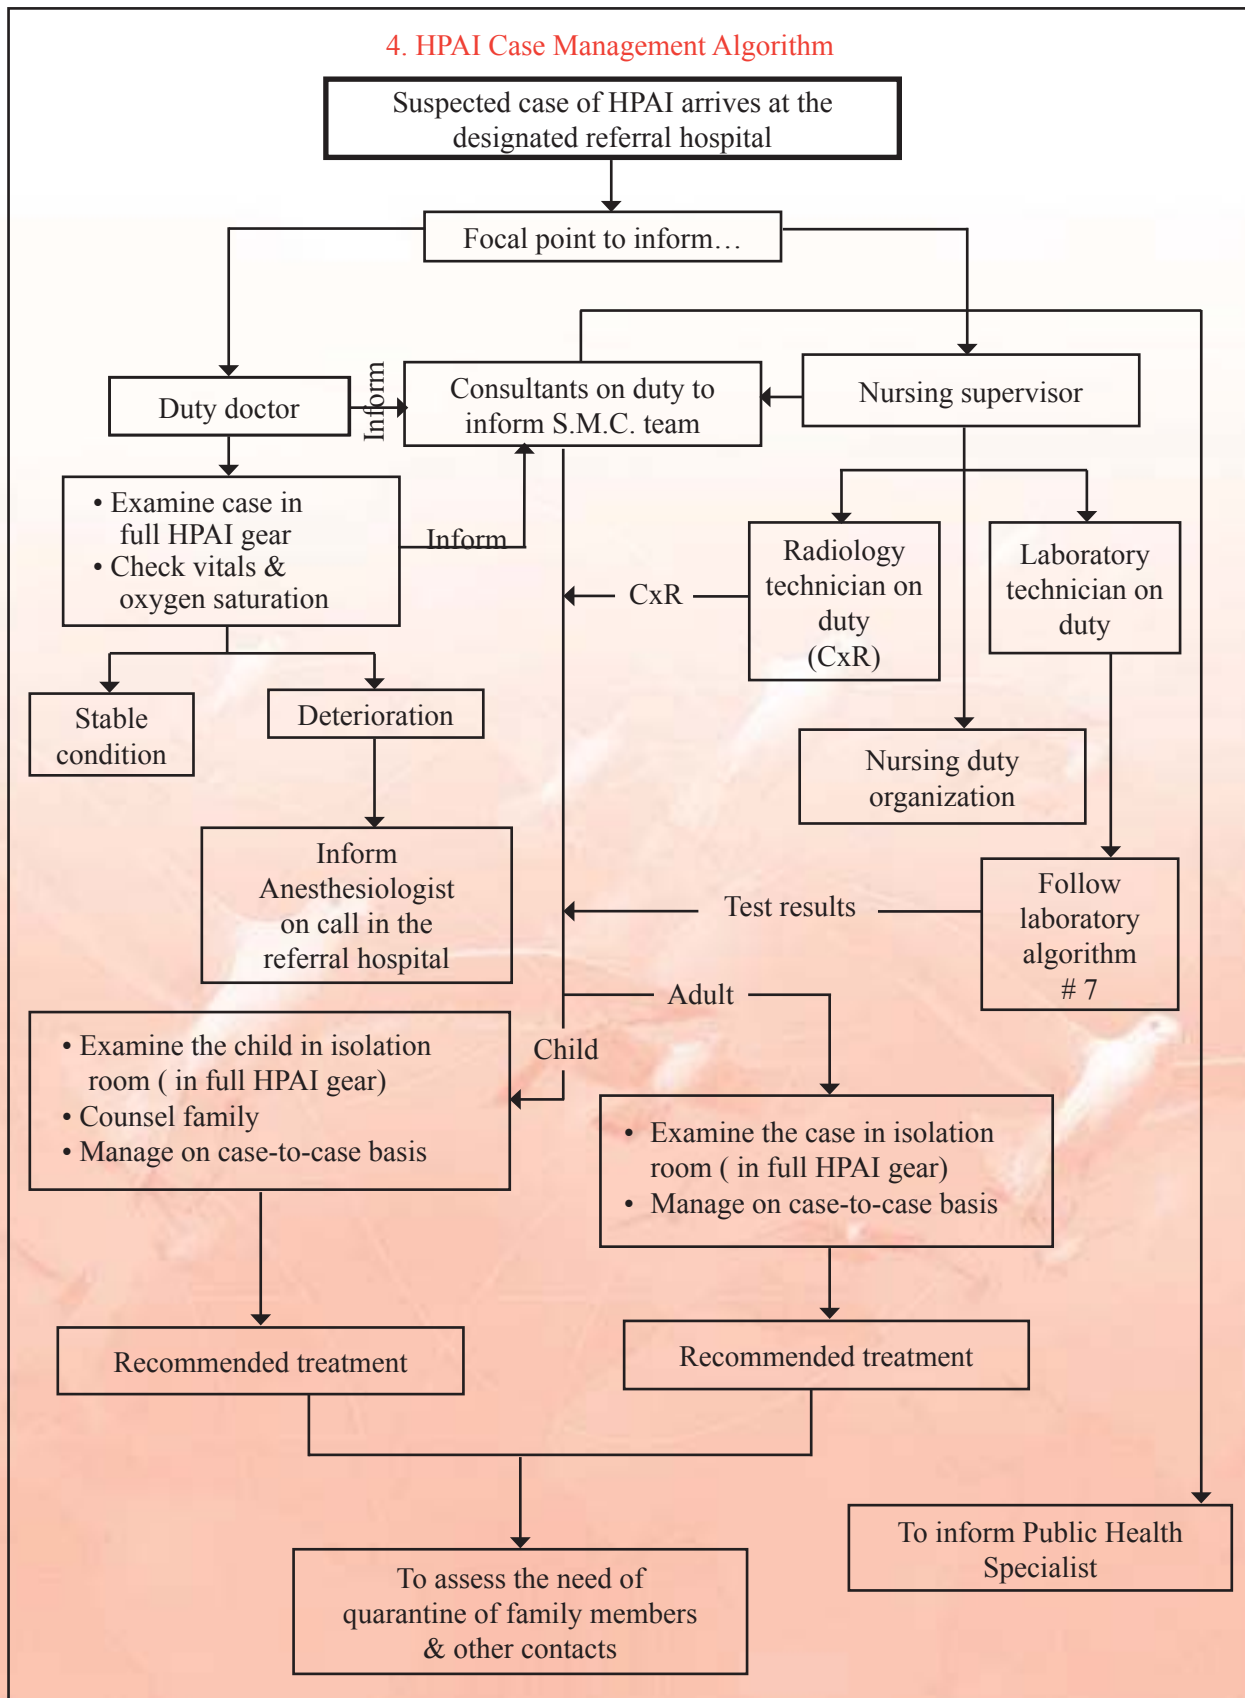 4. HPAI Case Management Algorithm
Suspected case of HPAI arrives at the
designated referral hospital
Focal point to inform…
Duty doctor
Inform
Consultants on duty to
inform S.M.C. team
Nursing supervisor
• Examine case in
full HPAI gear
• Check vitals &
oxygen saturation
Inform
Radiology
technician on
duty
(CxR)
Laboratory
technician on
duty
CxR
Stable
condition
Deterioration
Nursing duty
organization
Inform
Anesthesiologist
on call in the
referral hospital
Test results
Follow
laboratory
algorithm
# 7
Adult
Child
• Examine the child in isolation
room ( in full HPAI gear)
• Counsel family
• Manage on case-to-case basis
• Examine the case in isolation
room ( in full HPAI gear)
• Manage on case-to-case basis
Recommended treatment
Recommended treatment
To inform Public Health
Specialist
To assess the need of
quarantine of family members
& other contacts